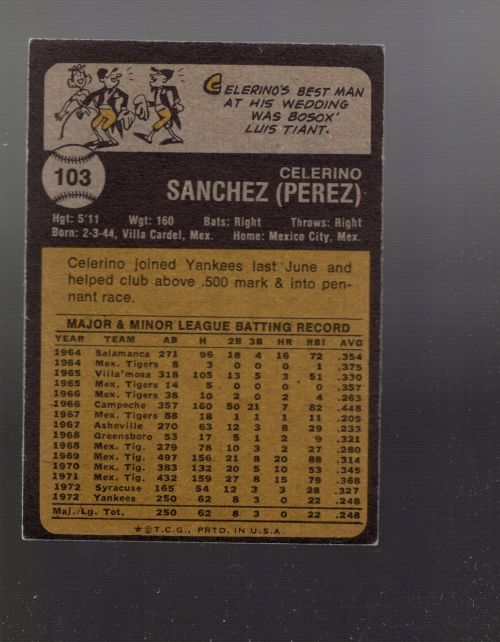 CELERINO'S BEST MAN
AT HIS WEDDING
WAS BOSOX'
LUIS TIANT.
103
CELERINO
SANCHEZ (PEREZ)
Hgt: 5'11 Wgt: 160 Bats: Right Throws: Right
Born: 2-3-44, Villa Cardel, Mex. Home: Mexico City, Mex.
Celerino joined Yankees last June and
helped club above .500 mark & into pen-
nant race.
MAJOR & MINOR LEAGUE BATTING RECORD
YEAR TEAM AB H 2B 3B HR RBI AVG
1964 Salamanca 271 96 18 4 16 72 .354
1964 Mex. Tigers 8 3 0 0 0 1 .375
1965 Villa'mosa 318 105 13 5 3 51 .330
1965 Mex. Tigers 14 5 0 0 0 0 .357
1966 Mex. Tigers 38 10 2 0 2 4 .263
1966 Campeche 357 160 50 21 7 82 .448
1967 Mex. Tigers 88 18 1 1 1 11 .205
1967 Asheville 270 63 12 3 8 29 .233
1968 Greensboro 53 17 5 1 2 9 .321
1968 Mex. Tig. 279 78 10 3 2 27 .280
1969 Mex. Tig. 497 156 21 8 20 88 .314
1970 Mex. Tig. 383 132 20 5 10 53 .345
1971 Mex. Tig. 432 159 27 8 15 79 .368
1972 Syracuse 165 54 12 3 3 28 .327
1972 Yankees 250 62 8 3 0 22 .248
Maj. Lg. Tot. 250 62 8 3 0 22 .248
★©T.C.G., PRTD. IN U.S.A.